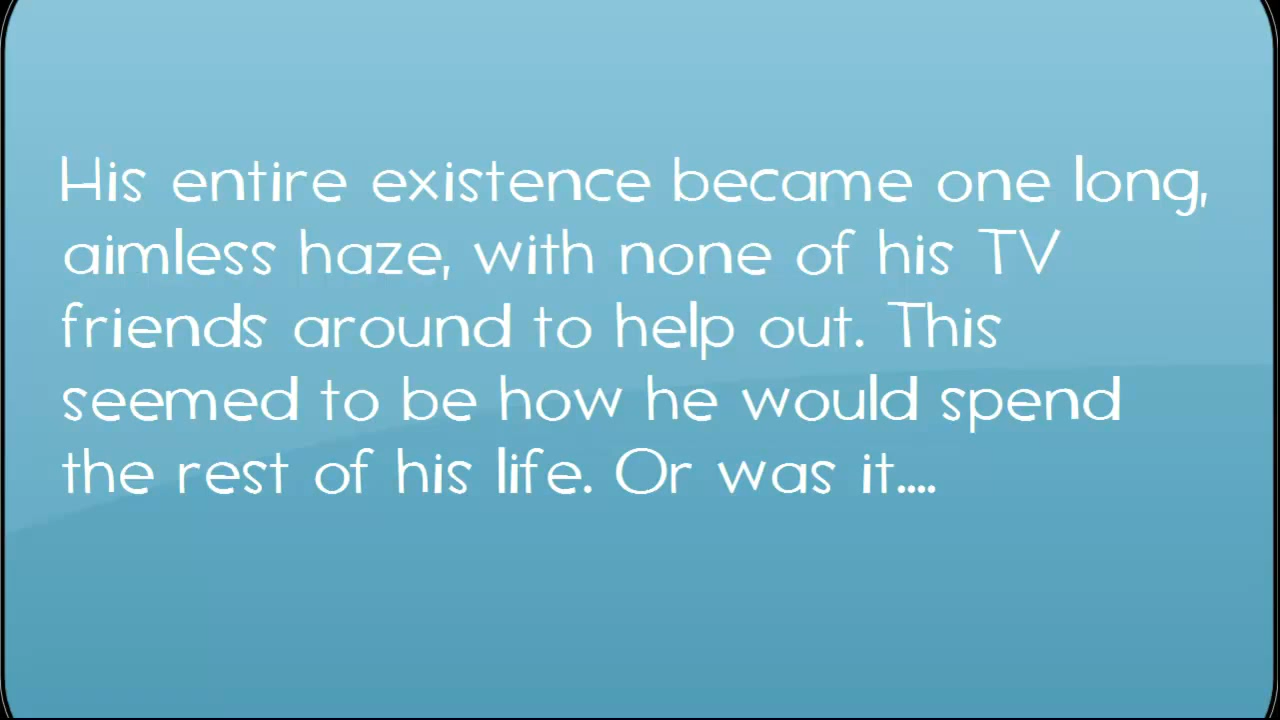 His entire existence became one long,
aimless haze, with none of his TV
friends around to help out. This
seemed to be how he would spend
the rest of his life. Or was it....